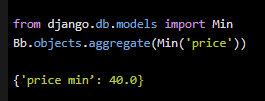 from django.db.models import Min
Bb.objects.aggregate(Min('price'))
{'price min’: 40.0}